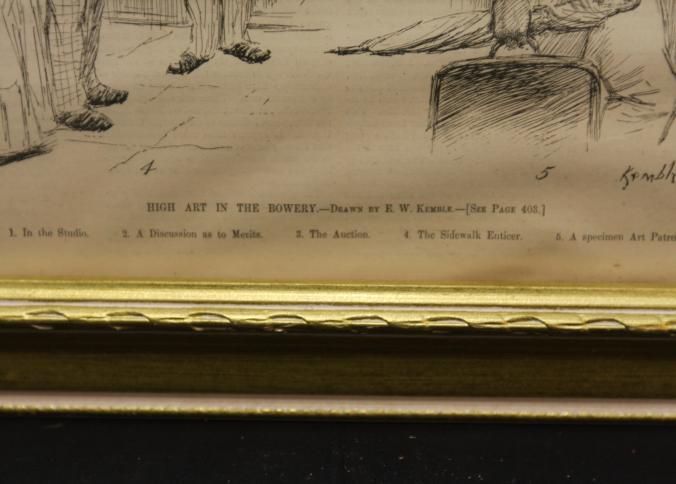 4 5 Kemble
HIGH ART IN THE BOWERY.—Drawn by E. W. Kemble.—[See Page 403.]
1. In the Studio. 2. A Discussion as to Merits. 3. The Auction. 4. The Sidewalk Enticer. 5. A specimen Art Patro